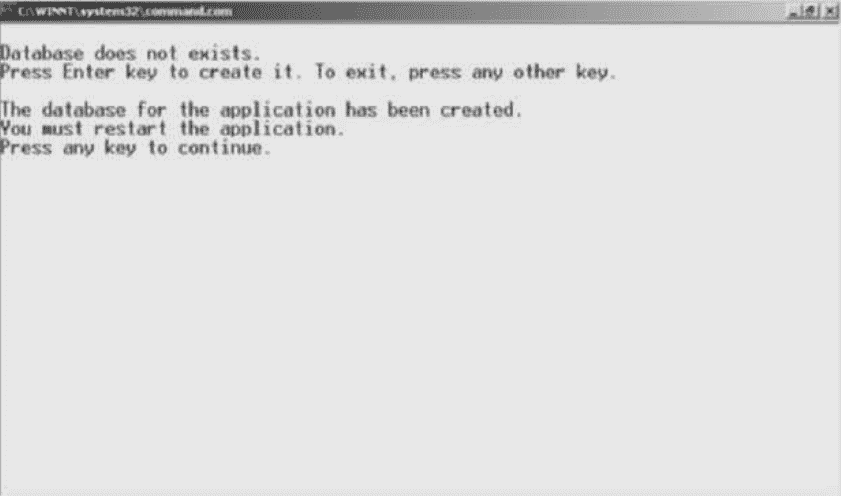 C:\WINNT\system32\command.com
Database does not exists.
Press Enter key to create it. To exit, press any other key.
The database for the application has been created.
You must restart the application.
Press any key to continue.